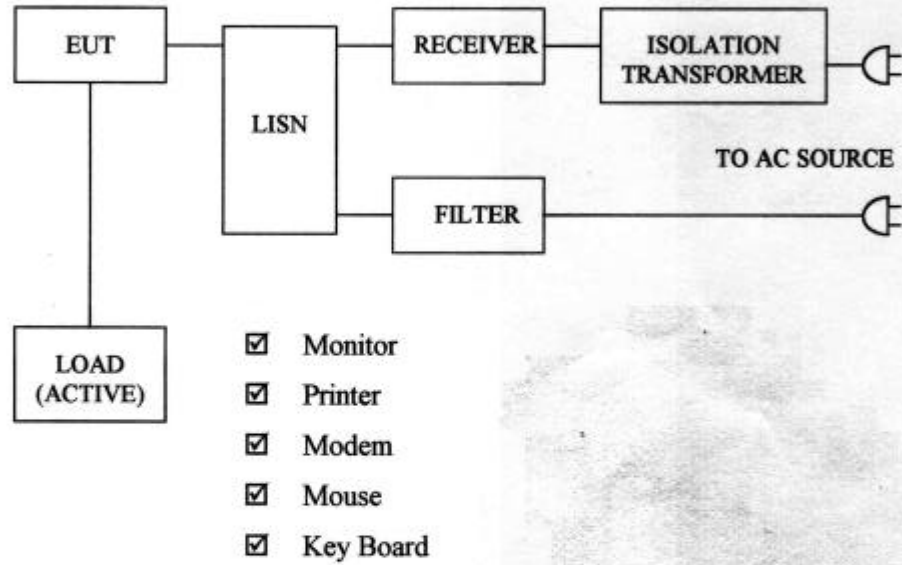 EUT
LISN
RECEIVER
ISOLATION
TRANSFORMER
TO AC SOURCE
FILTER
LOAD
(ACTIVE)
☑ Monitor
☑ Printer
☑ Modem
☑ Mouse
☑ Key Board